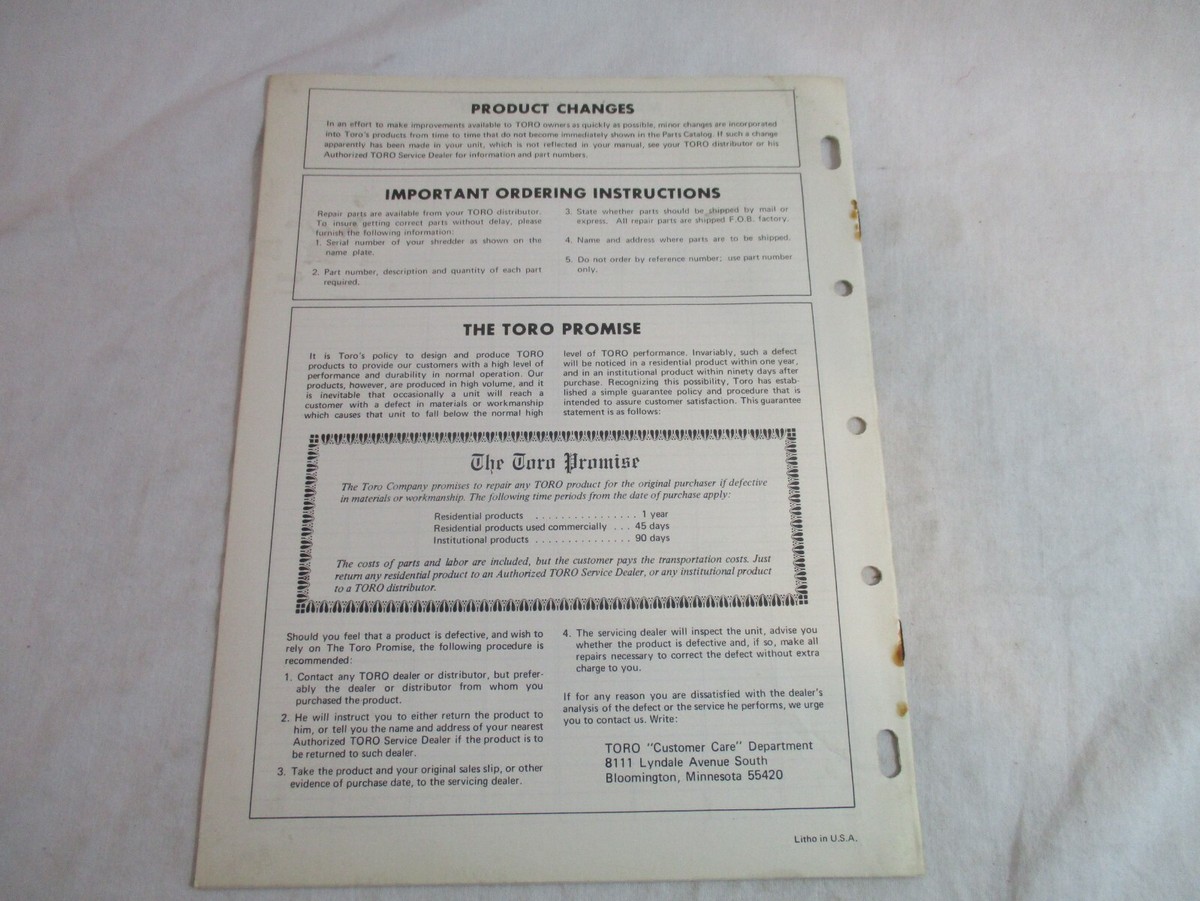 PRODUCT CHANGES
In an effort to make improvements available to TORO owners as quickly as possible, minor changes are incorporated
into Toro's products from time to time that do not become immediately shown in the Parts Catalog. If such a change
apparently has been made in your unit, which is not reflected in your manual, see your TORO distributor or his
Authorized TORO Service Dealer for information and part numbers.
IMPORTANT ORDERING INSTRUCTIONS
Repair parts are available from your TORO distributor.
To insure getting correct parts without delay, please
furnish the following information:
1. Serial number of your shredder as shown on the
name plate.
2. Part number, description and quantity of each part
required.
3. State whether parts should be shipped by mail or
express. All repair parts are shipped F.O.B. factory.
4. Name and address where parts are to be shipped.
5. Do not order by reference number; use part number
only.
THE TORO PROMISE
It is Toro's policy to design and produce TORO
products to provide our customers with a high level of
performance and durability in normal operation. Our
products, however, are produced in high volume, and it
is inevitable that occasionally a unit will reach a
customer with a defect in materials or workmanship
which causes that unit to fall below the normal high
level of TORO performance. Invariably, such a defect
will be noticed in a residential product within one year,
and in an institutional product within ninety days after
purchase. Recognizing this possibility, Toro has estab-
lished a simple guarantee policy and procedure that is
intended to assure customer satisfaction. This guarantee
statement is as follows:
The Toro Promise
The Toro Company promises to repair any TORO product for the original purchaser if defective
in materials or workmanship. The following time periods from the date of purchase apply:
Residential products . . . . . . . . . . . . . . . . 1 year
Residential products used commercially . . . 45 days
Institutional products . . . . . . . . . . . . . . . 90 days
The costs of parts and labor are included, but the customer pays the transportation costs. Just
return any residential product to an Authorized TORO Service Dealer, or any institutional product
to a TORO distributor.
Should you feel that a product is defective, and wish to
rely on The Toro Promise, the following procedure is
recommended:
1. Contact any TORO dealer or distributor, but prefer-
ably the dealer or distributor from whom you
purchased the product.
2. He will instruct you to either return the product to
him, or tell you the name and address of your nearest
Authorized TORO Service Dealer if the product is to
be returned to such dealer.
3. Take the product and your original sales slip, or other
evidence of purchase date, to the servicing dealer.
4. The servicing dealer will inspect the unit, advise you
whether the product is defective and, if so, make all
repairs necessary to correct the defect without extra
charge to you.
If for any reason you are dissatisfied with the dealer's
analysis of the defect or the service he performs, we urge
you to contact us. Write:
TORO "Customer Care" Department
8111 Lyndale Avenue South
Bloomington, Minnesota 55420
Litho in U.S.A.